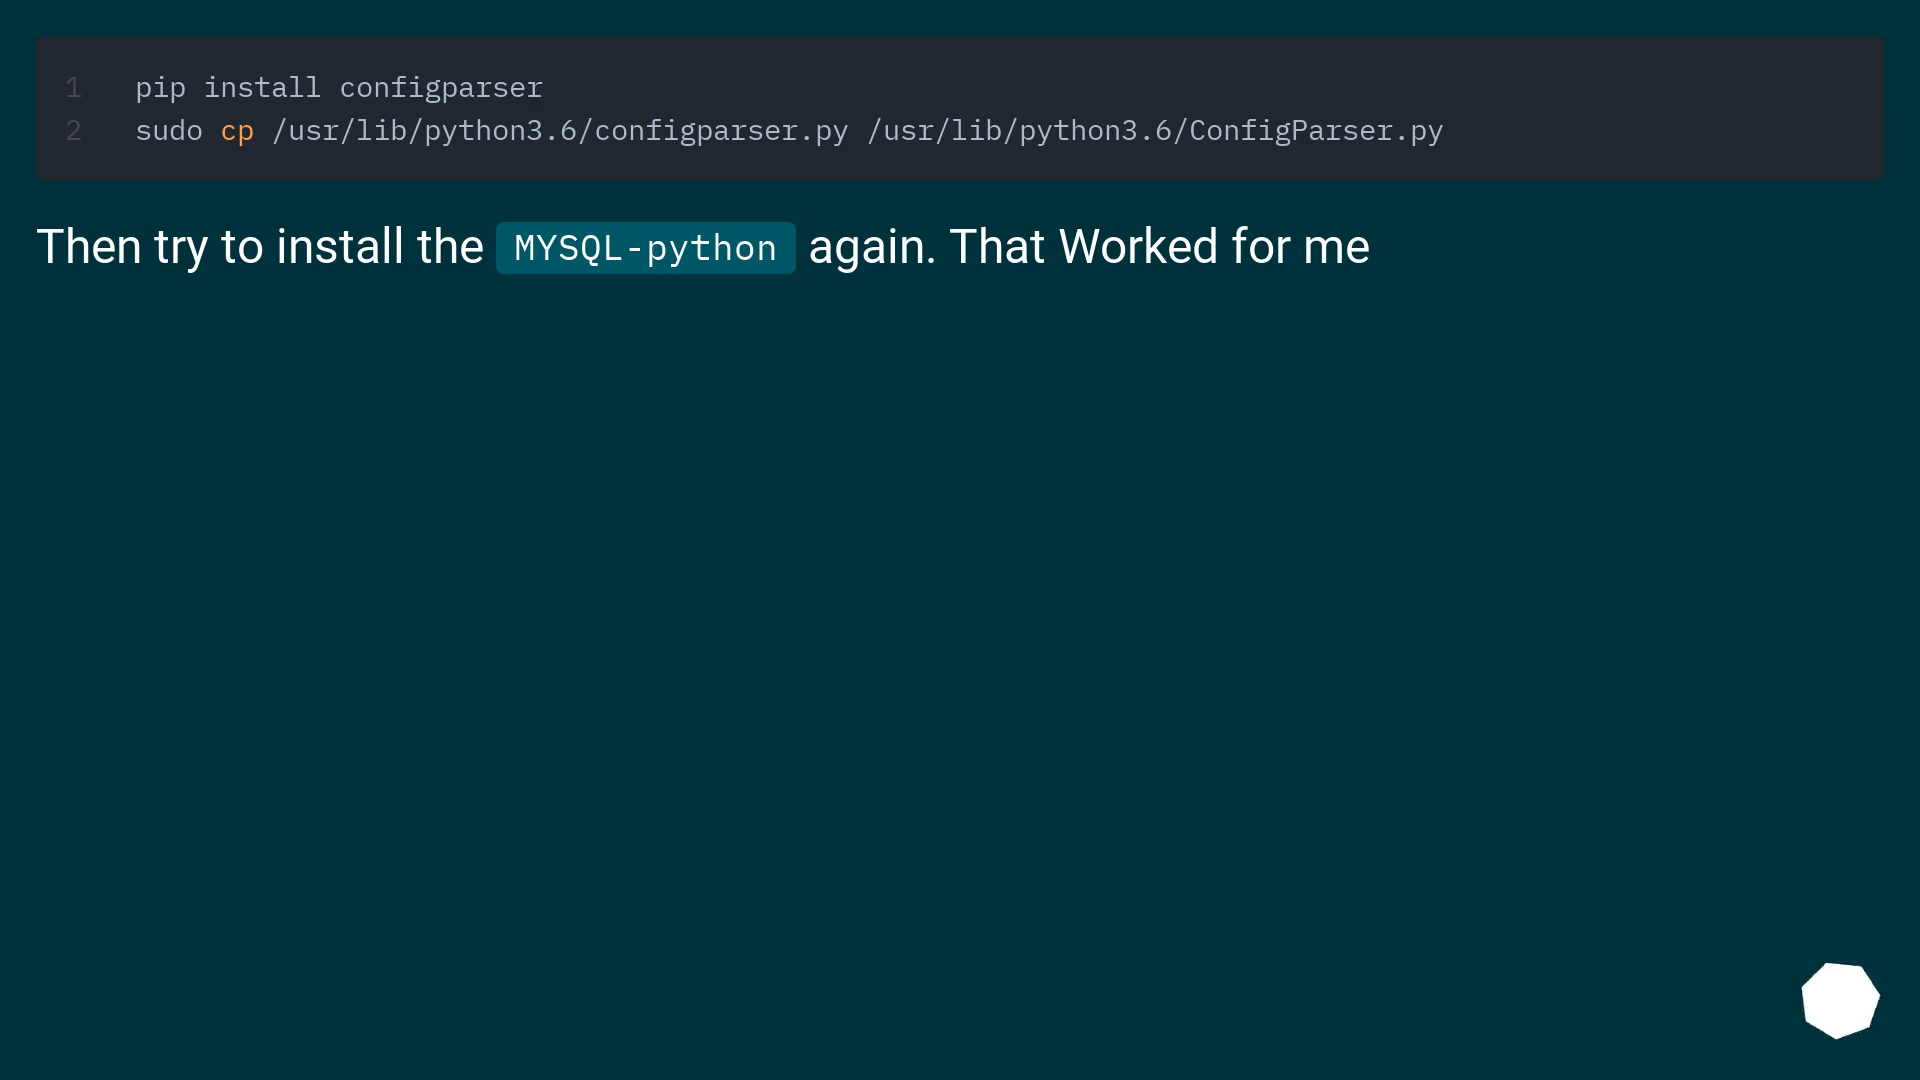 1 pip install configparser
2 sudo cp /usr/lib/python3.6/configparser.py /usr/lib/python3.6/ConfigParser.py
Then try to install the MYSQL-python again. That Worked for me